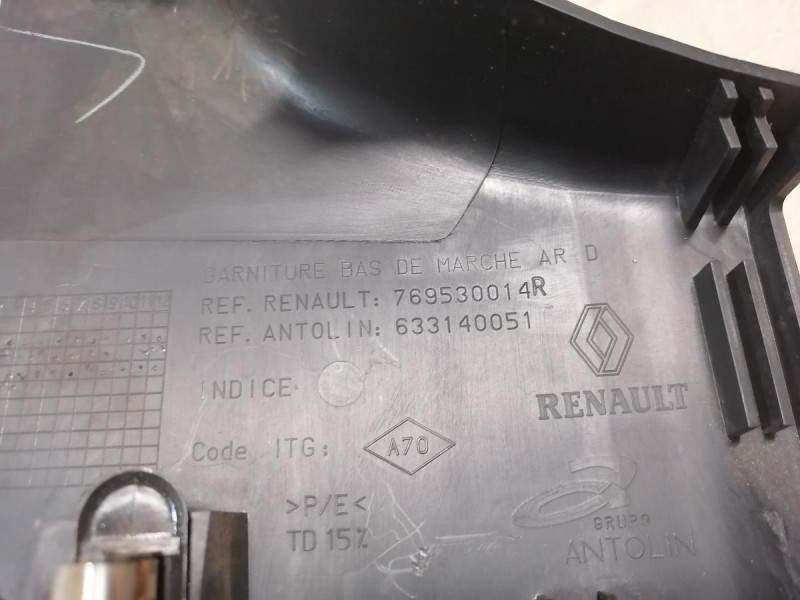 GARNITURE BAS DE MARCHE AR D
REF. RENAULT: 769530014R
REF. ANTOLIN: 633140051
INDICE
RENAULT
Code ITG: A70
>P/E<
TD 15%
GRUPO
ANTOLIN